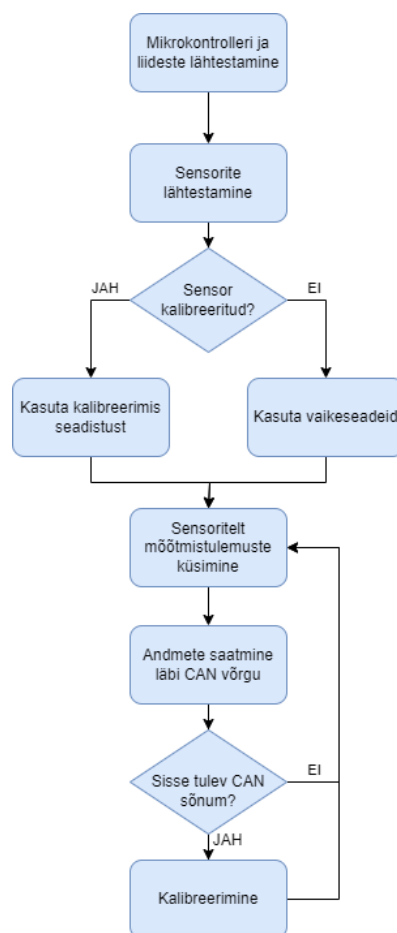 Mikrokontrolleri ja
liideste lähtestamine
Sensorite
lähtestamine
Sensor
kalibreeritud?
JAH
EI
Kasuta kalibreerimis
seadistust
Kasuta vaikeseadeid
Sensoritelt
mõõtmistulemuste
küsimine
Andmete saatmine
läbi CAN võrgu
Sisse tulev CAN
sõnum?
EI
JAH
Kalibreerimine